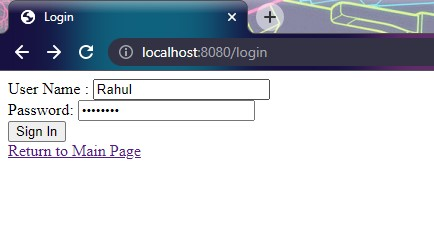 Login
localhost:8080/login
User Name : Rahul
Password: ••••••••
Sign In
Return to Main Page